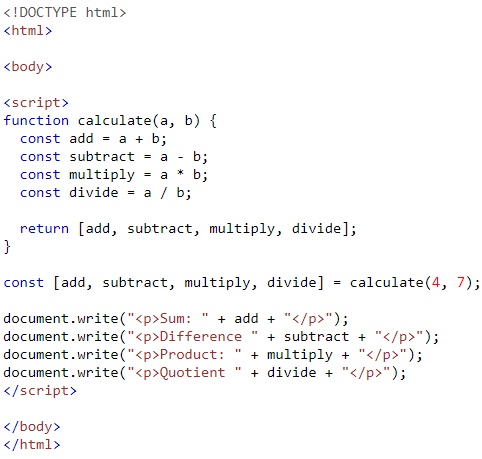 <!DOCTYPE html>
<html>
<body>
<script>
function calculate(a, b) {
  const add = a + b;
  const subtract = a - b;
  const multiply = a * b;
  const divide = a / b;
  return [add, subtract, multiply, divide];
}
const [add, subtract, multiply, divide] = calculate(4, 7);
document.write("<p>Sum: " + add + "</p>");
document.write("<p>Difference " + subtract + "</p>");
document.write("<p>Product: " + multiply + "</p>");
document.write("<p>Quotient " + divide + "</p>");
</script>
</body>
</html>